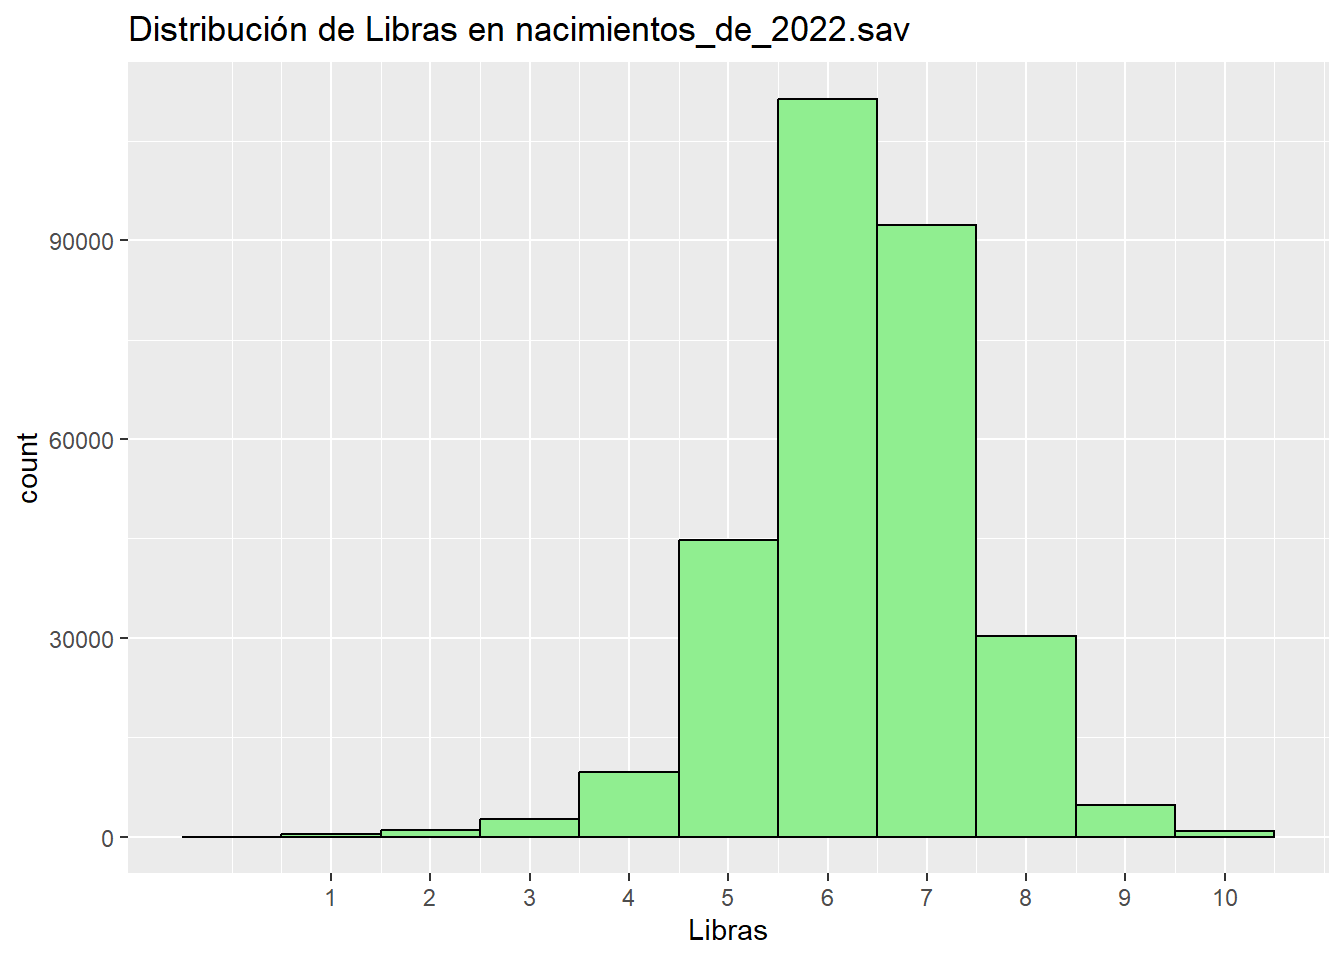 Distribución de Libras en nacimientos_de_2022.sav
count
90000
60000
30000
0
1 2 3 4 5 6 7 8 9 10
Libras